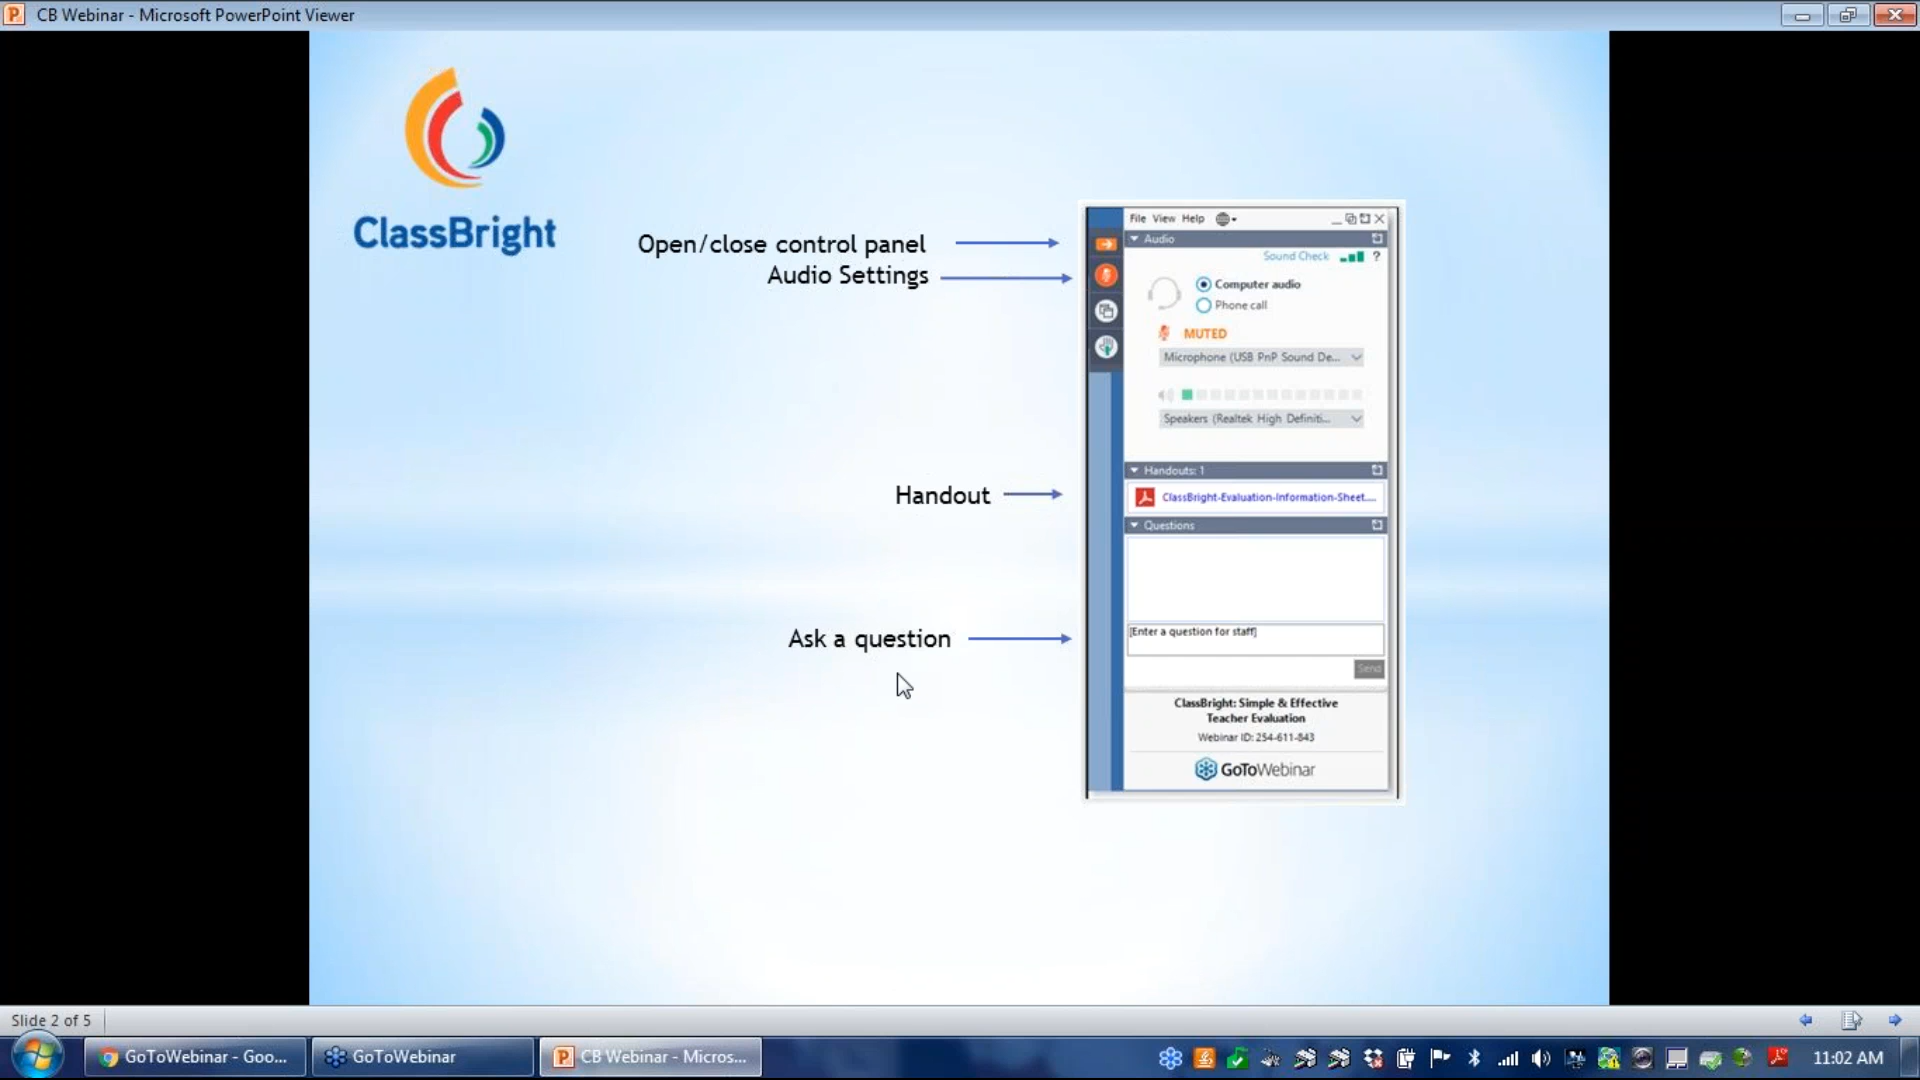 CB Webinar - Microsoft PowerPoint Viewer
ClassBright
Open/close control panel
Audio Settings
Handout
Ask a question
File View Help
Audio
Sound Check ?
Computer audio
Phone call
MUTED
Microphone (USB PnP Sound De...
Speakers (Realtek High Definiti...
Handouts: 1
ClassBright-Evaluation-Information-Sheet....
Questions
[Enter a question for staff]
Send
ClassBright: Simple & Effective
Teacher Evaluation
Webinar ID: 254-611-843
GoToWebinar
Slide 2 of 5
GoToWebinar - Goo...
GoToWebinar
CB Webinar - Micros...
11:02 AM